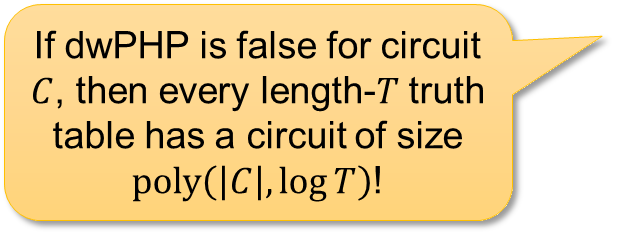 If dwPHP is false for circuit
𝐶, then every length-𝑇 truth
table has a circuit of size
poly(|𝐶|, log 𝑇)!